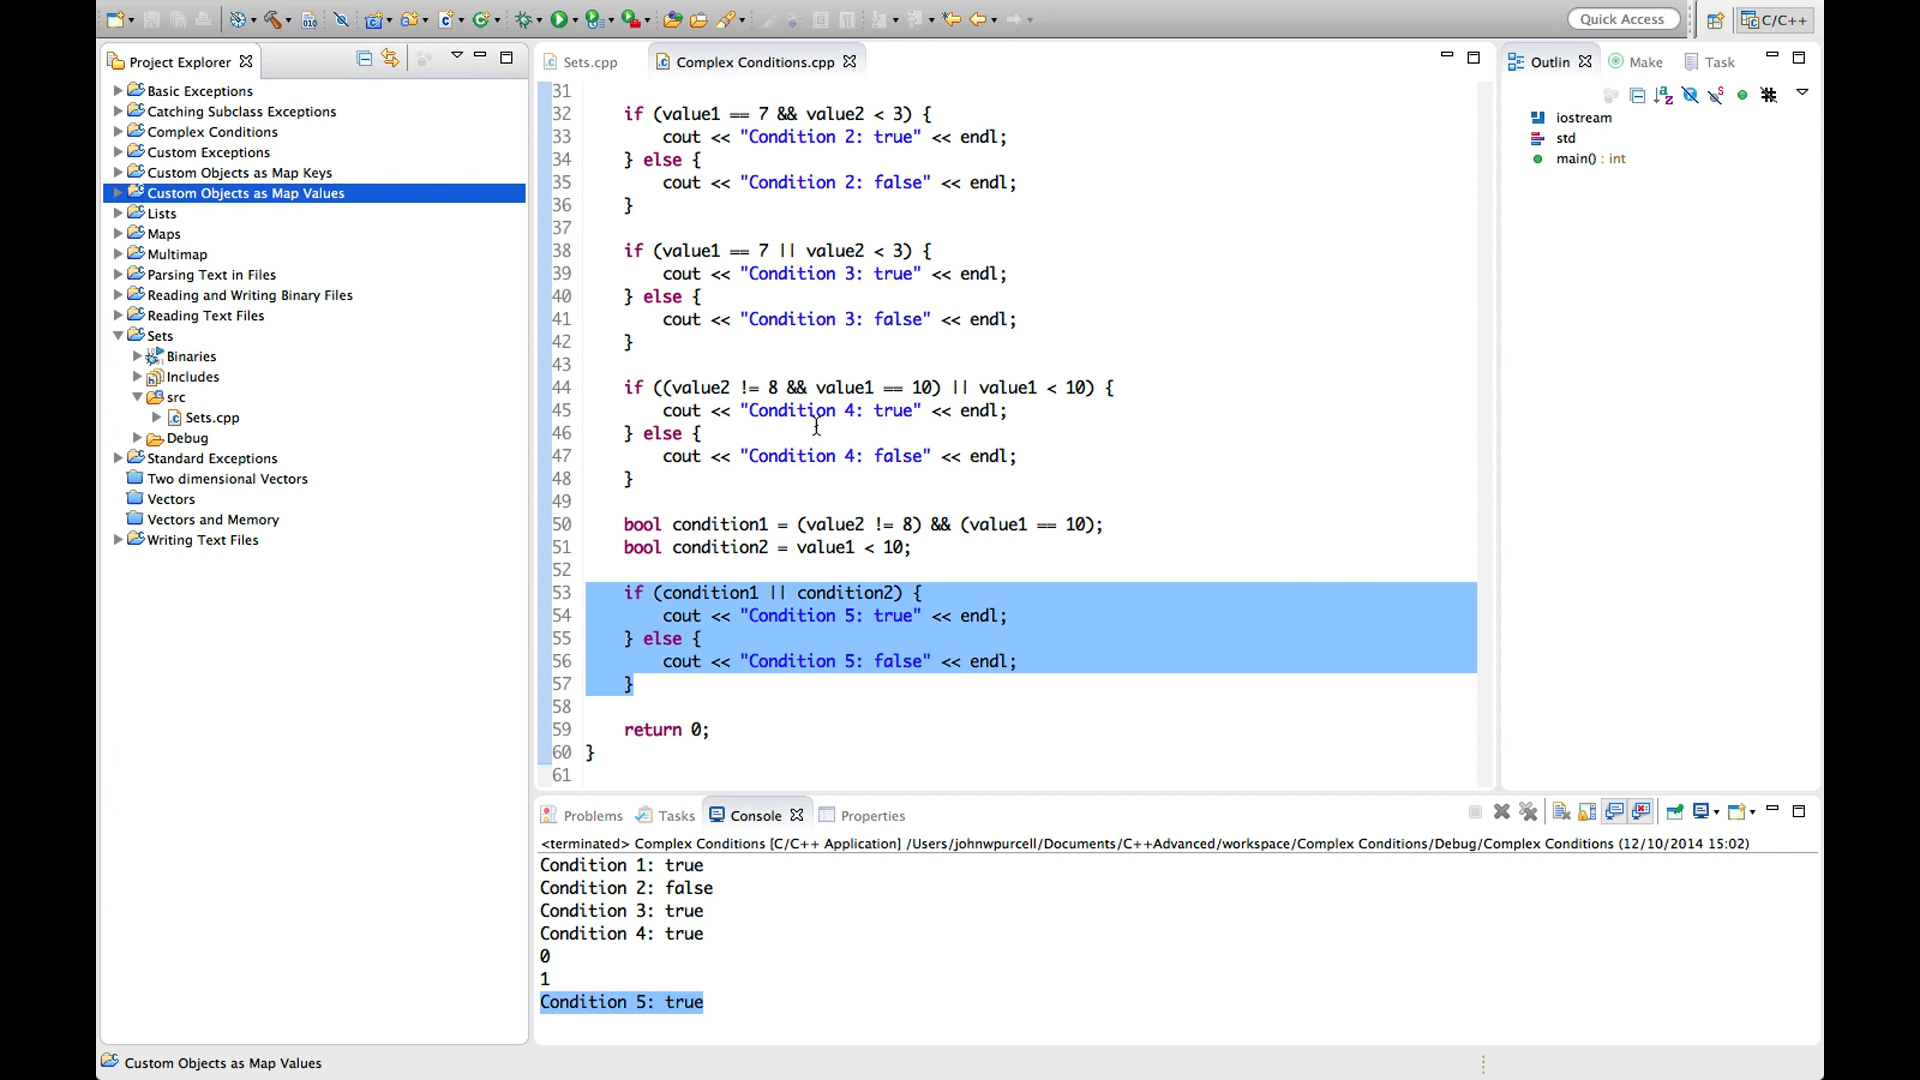 Quick Access
C/C++
Project Explorer
Basic Exceptions
Catching Subclass Exceptions
Complex Conditions
Custom Exceptions
Custom Objects as Map Keys
Custom Objects as Map Values
Lists
Maps
Multimap
Parsing Text in Files
Reading and Writing Binary Files
Reading Text Files
Sets
Binaries
Includes
src
Sets.cpp
Debug
Standard Exceptions
Two dimensional Vectors
Vectors
Vectors and Memory
Writing Text Files
Sets.cpp
Complex Conditions.cpp
31
32 if (value1 == 7 && value2 < 3) {
33 cout << "Condition 2: true" << endl;
34 } else {
35 cout << "Condition 2: false" << endl;
36 }
37
38 if (value1 == 7 || value2 < 3) {
39 cout << "Condition 3: true" << endl;
40 } else {
41 cout << "Condition 3: false" << endl;
42 }
43
44 if ((value2 != 8 && value1 == 10) || value1 < 10) {
45 cout << "Condition 4: true" << endl;
46 } else {
47 cout << "Condition 4: false" << endl;
48 }
49
50 bool condition1 = (value2 != 8) && (value1 == 10);
51 bool condition2 = value1 < 10;
52
53 if (condition1 || condition2) {
54 cout << "Condition 5: true" << endl;
55 } else {
56 cout << "Condition 5: false" << endl;
57 }
58
59 return 0;
60 }
61
Outlin
Make
Task
iostream
std
main() : int
Problems
Tasks
Console
Properties
<terminated> Complex Conditions [C/C++ Application] /Users/johnwpurcell/Documents/C++Advanced/workspace/Complex Conditions/Debug/Complex Conditions (12/10/2014 15:02)
Condition 1: true
Condition 2: false
Condition 3: true
Condition 4: true
0
1
Condition 5: true
Custom Objects as Map Values